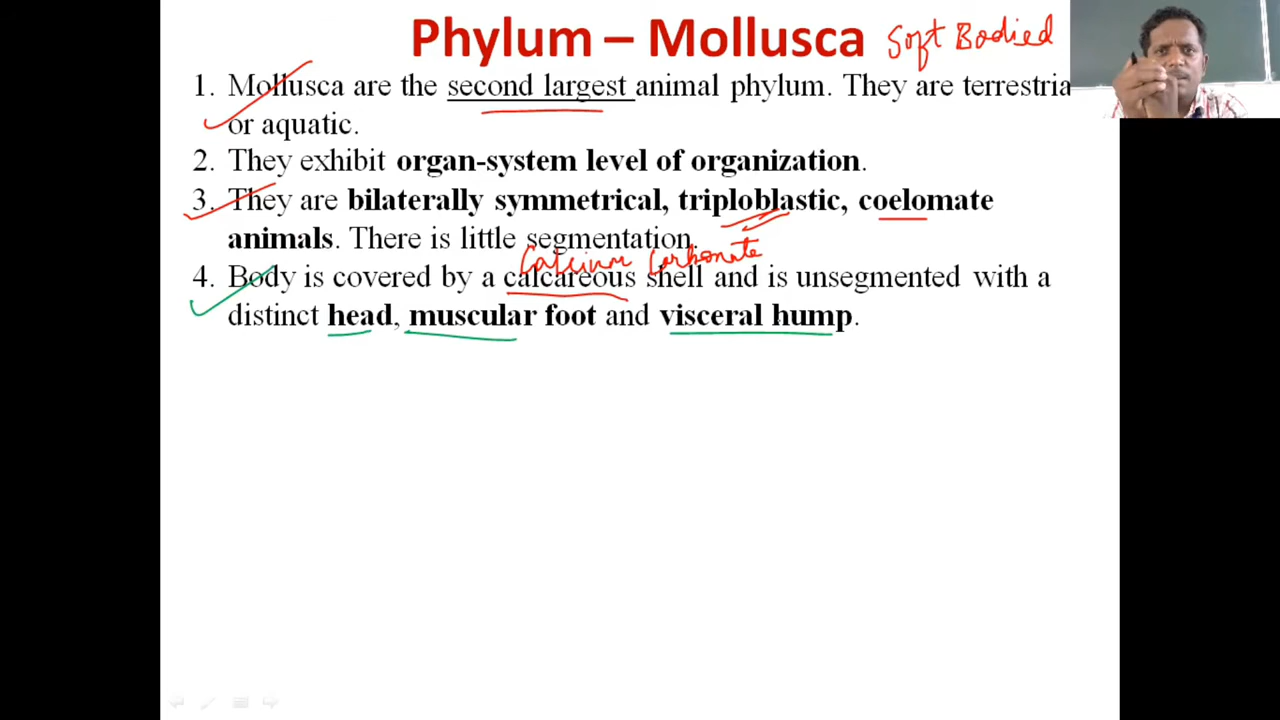 Phylum – Mollusca Soft Bodied
1. Mollusca are the second largest animal phylum. They are terrestria
or aquatic.
2. They exhibit organ-system level of organization.
3. They are bilaterally symmetrical, triploblastic, coelomate
animals. There is little segmentation.
Calcium Carbonate
4. Body is covered by a calcareous shell and is unsegmented with a
distinct head, muscular foot and visceral hump.